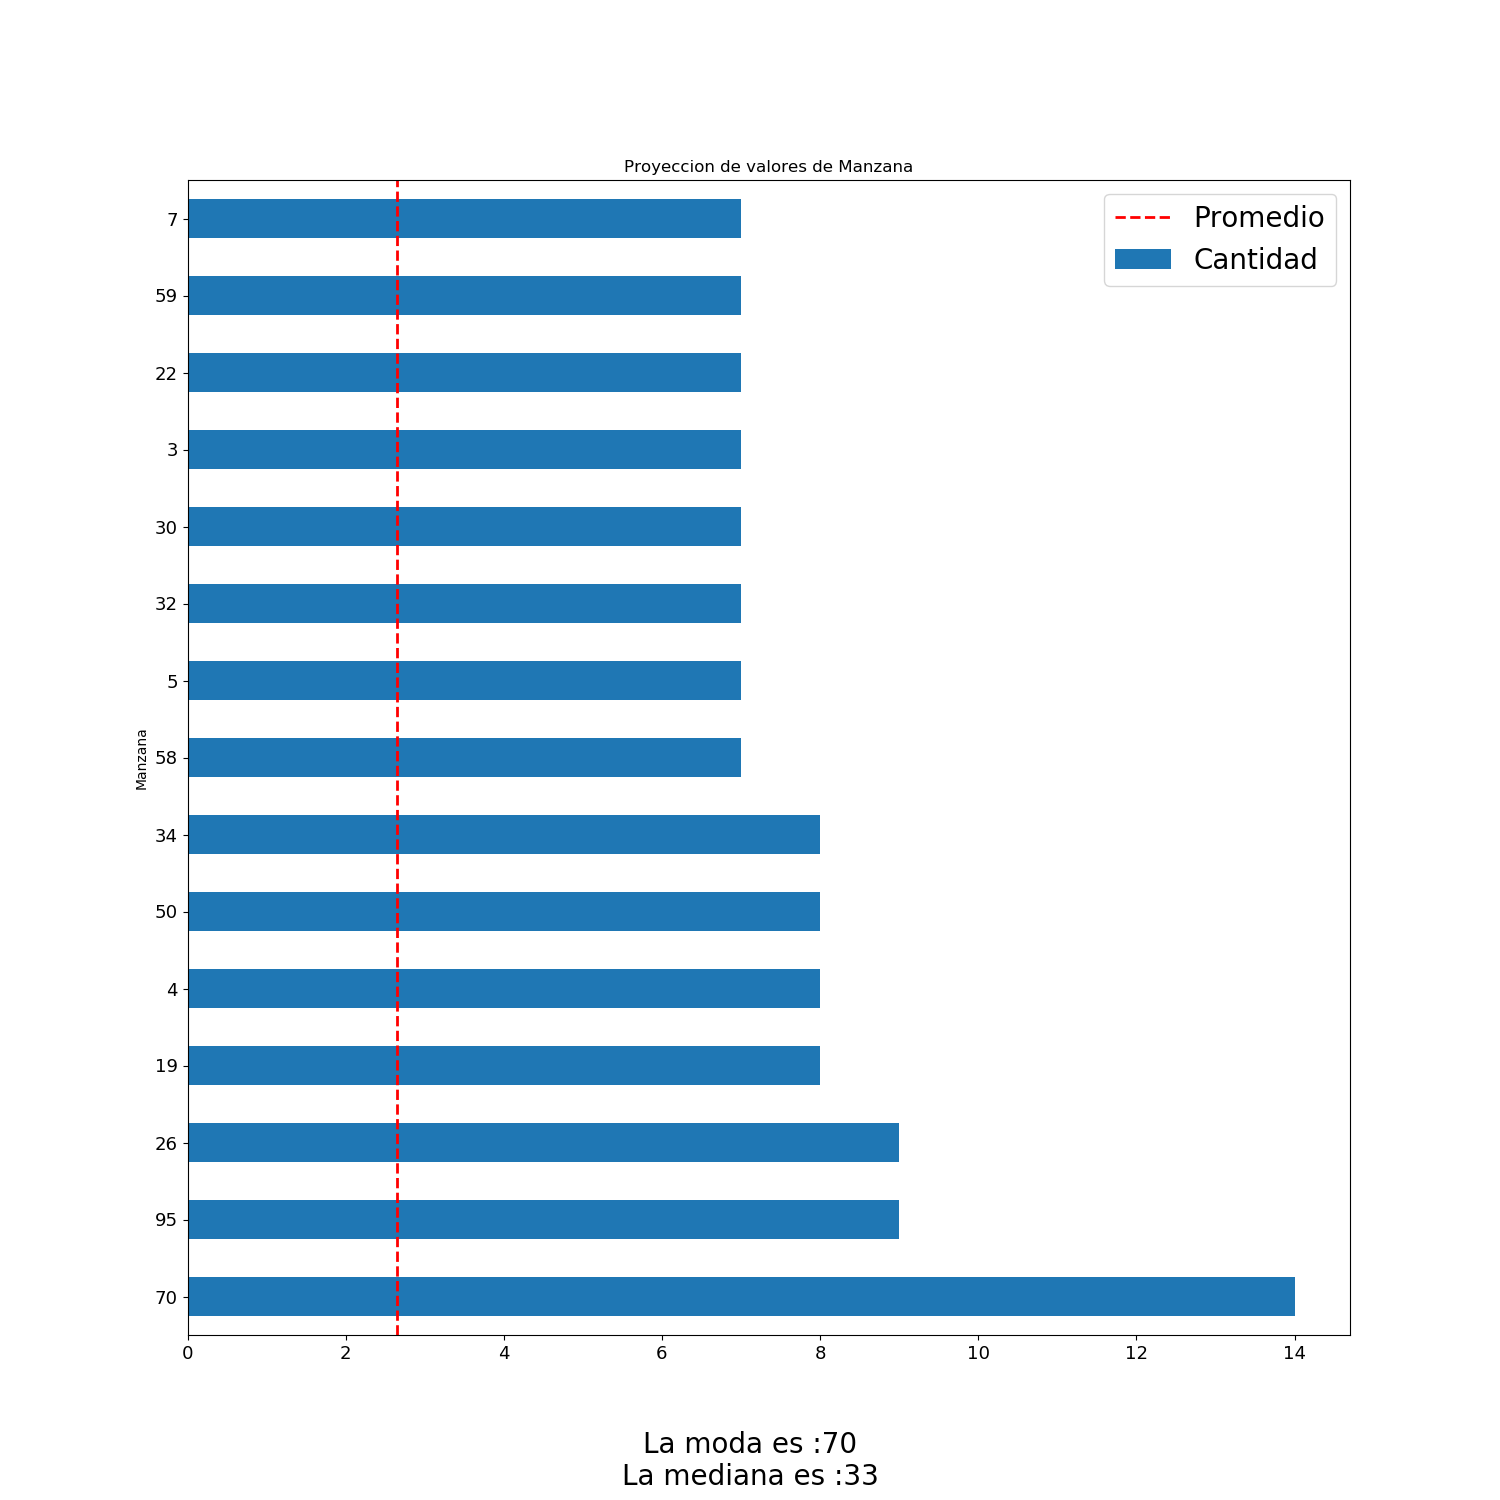 Proyeccion de valores de Manzana
Promedio
Cantidad
7
59
22
3
30
32
5
58
34
50
4
19
26
95
70
Manzana
0 2 4 6 8 10 12 14
La moda es :70
La mediana es :33